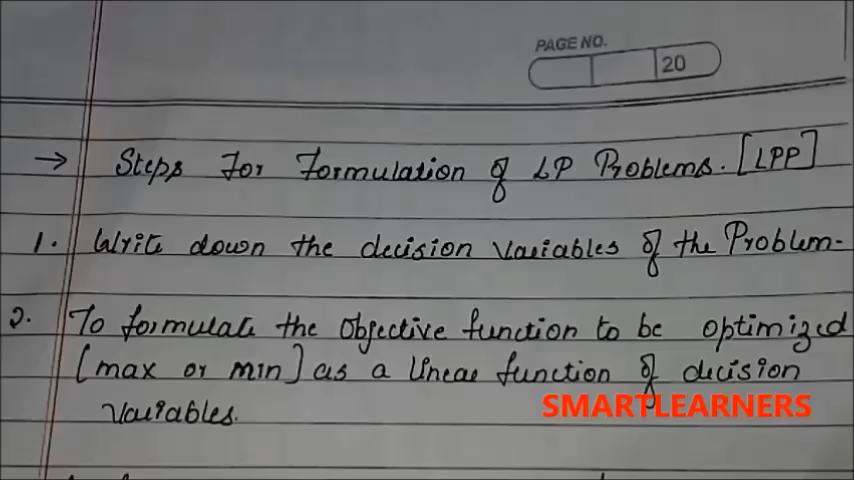 PAGE NO.
20
→ Steps For Formulation of LP Problems. [LPP]
1. Write down the decision variables of the Problem-
2. To formulate the objective function to be optimized
[max or min] as a linear function of decision
variables.
SMARTLEARNERS